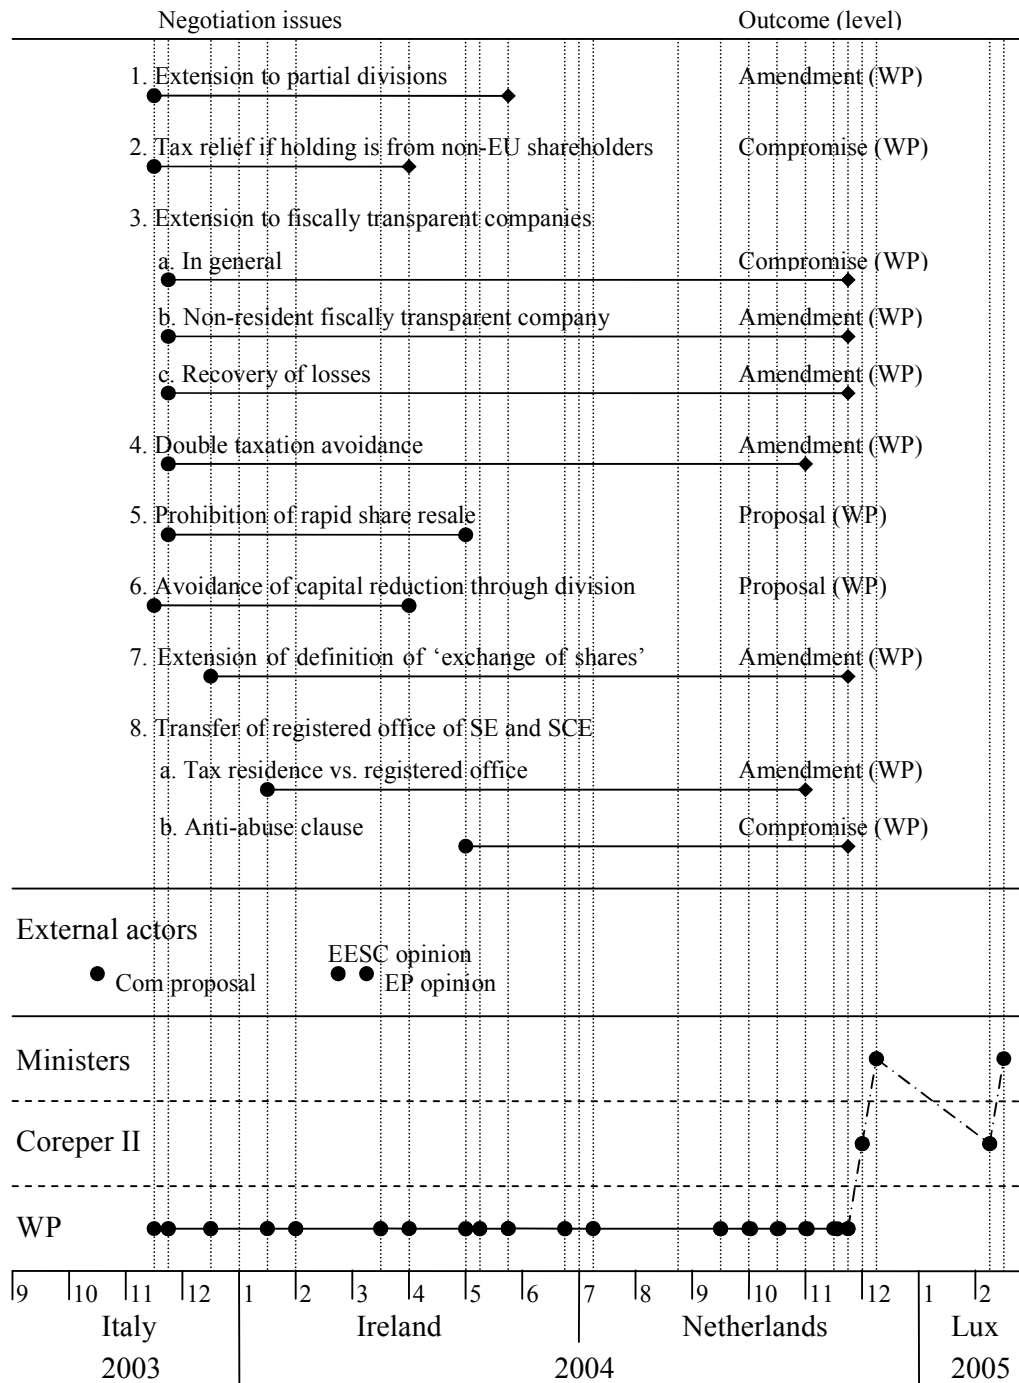 Negotiation issues Outcome (level)
1. Extension to partial divisions Amendment (WP)
2. Tax relief if holding is from non-EU shareholders Compromise (WP)
3. Extension to fiscally transparent companies
a. In general Compromise (WP)
b. Non-resident fiscally transparent company Amendment (WP)
c. Recovery of losses Amendment (WP)
4. Double taxation avoidance Amendment (WP)
5. Prohibition of rapid share resale Proposal (WP)
6. Avoidance of capital reduction through division Proposal (WP)
7. Extension of definition of ‘exchange of shares’ Amendment (WP)
8. Transfer of registered office of SE and SCE
a. Tax residence vs. registered office Amendment (WP)
b. Anti-abuse clause Compromise (WP)
External actors
EESC opinion
Com proposal EP opinion
Ministers
Coreper II
WP
9 10 11 12 1 2 3 4 5 6 7 8 9 10 11 12 1 2
Italy Ireland Netherlands Lux
2003 2004 2005